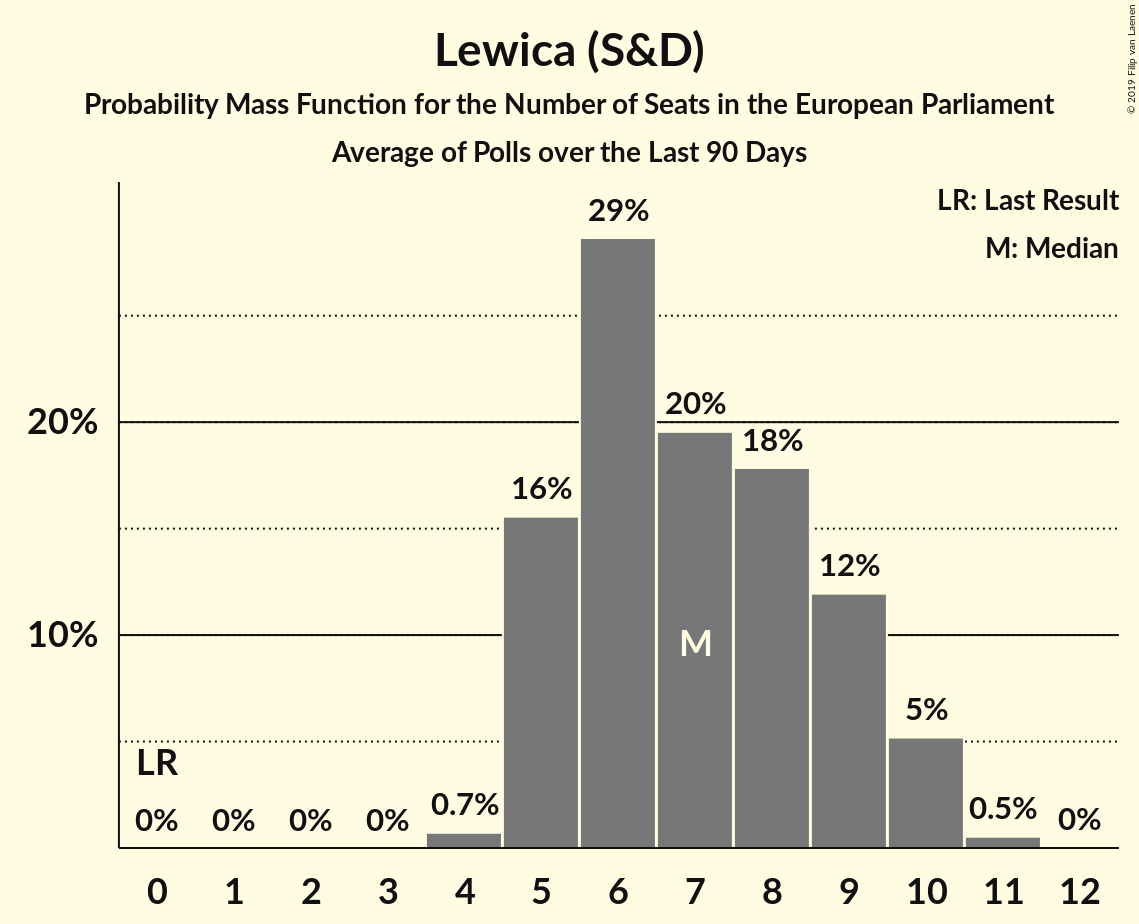 Lewica (S&D)
Probability Mass Function for the Number of Seats in the European Parliament
Average of Polls over the Last 90 Days
© 2019 Filip van Laenen
LR: Last Result
M: Median
29%
20%
20%
18%
16%
12%
10%
M
5%
LR
0% 0% 0% 0% 0.7% 0.5% 0%
0 1 2 3 4 5 6 7 8 9 10 11 12